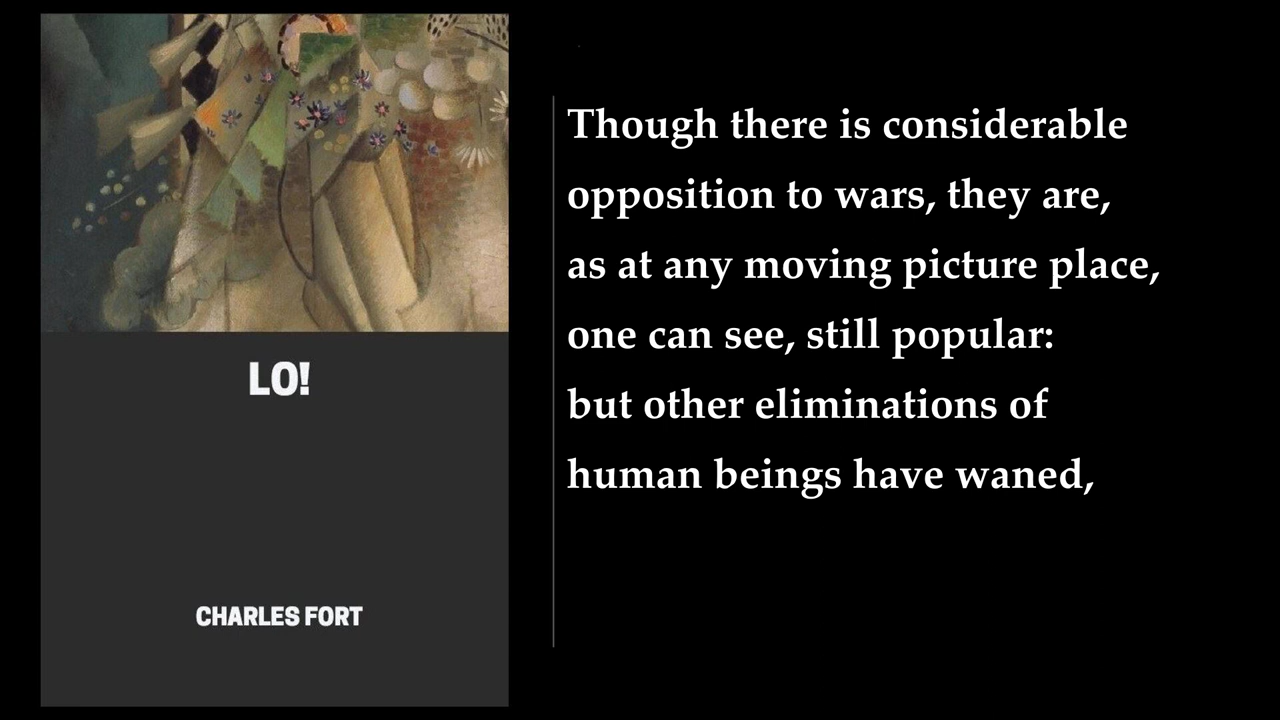 LO!
CHARLES FORT
Though there is considerable
opposition to wars, they are,
as at any moving picture place,
one can see, still popular:
but other eliminations of
human beings have waned,